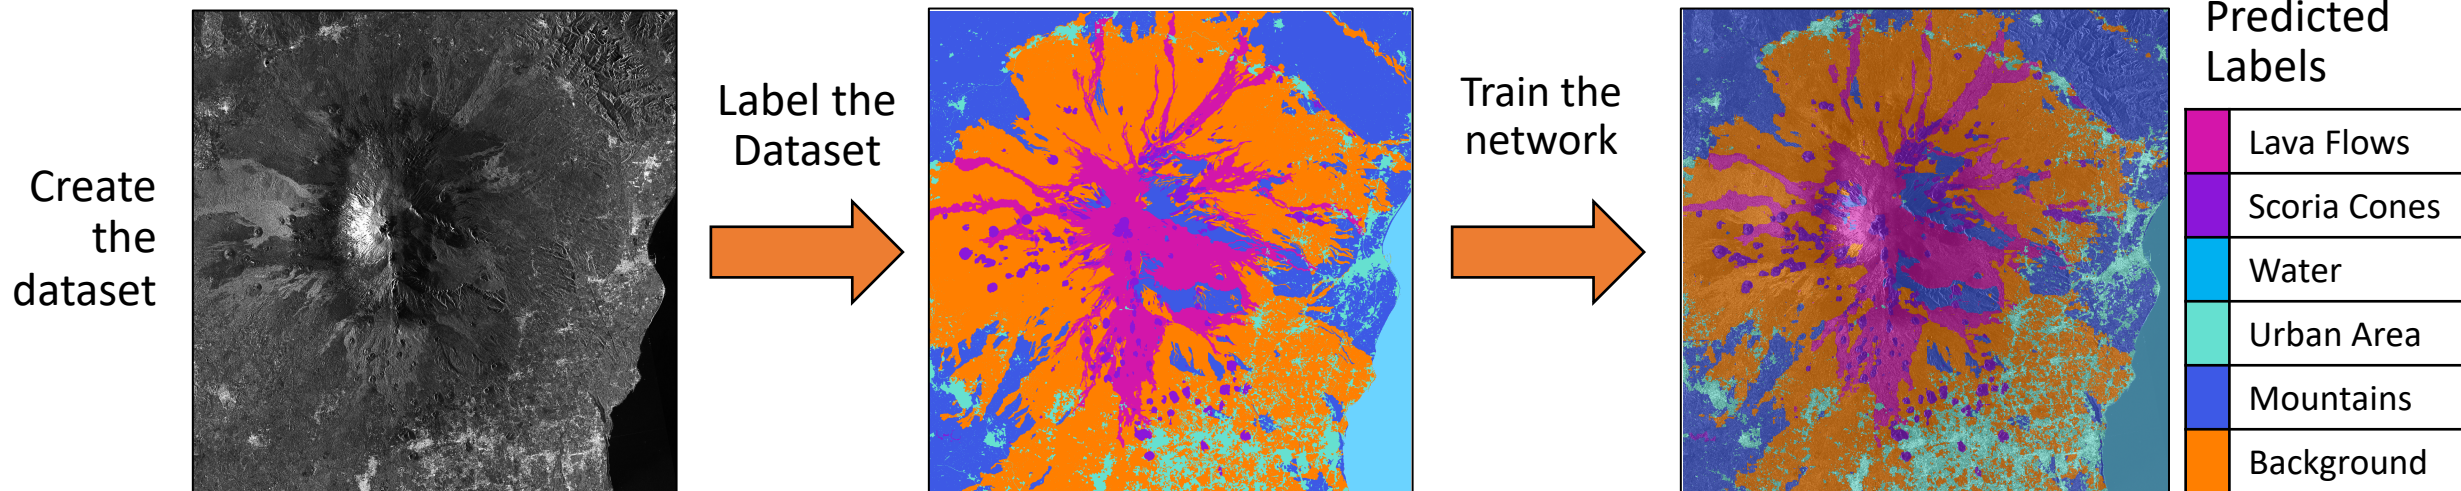 Create
the
dataset
Label the
Dataset
Train the
network
Predicted
Labels
Lava Flows
Scoria Cones
Water
Urban Area
Mountains
Background